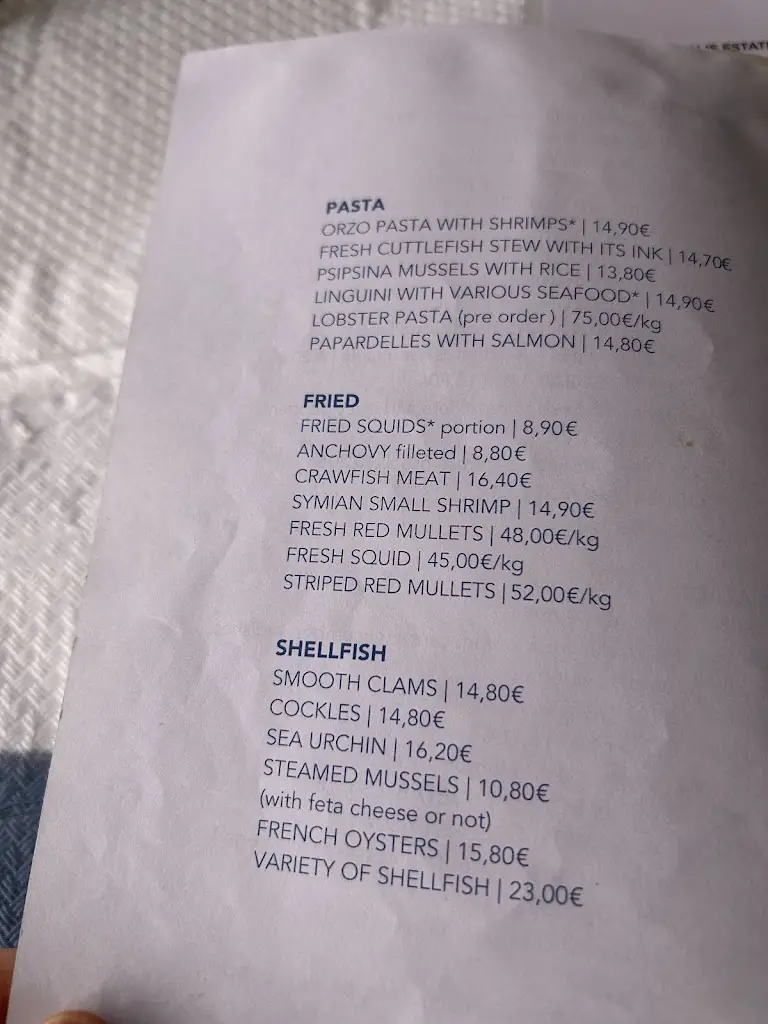 PASTA
ORZO PASTA WITH SHRIMPS* | 14,90€
FRESH CUTTLEFISH STEW WITH ITS INK | 14,70€
PSIPSINA MUSSELS WITH RICE | 13,80€
LINGUINI WITH VARIOUS SEAFOOD* | 14,90€
LOBSTER PASTA (pre order) | 75,00€/kg
PAPARDELLES WITH SALMON | 14,80€
FRIED
FRIED SQUIDS* portion | 8,90€
ANCHOVY filleted | 8,80€
CRAWFISH MEAT | 16,40€
SYMIAN SMALL SHRIMP | 14,90€
FRESH RED MULLETS | 48,00€/kg
FRESH SQUID | 45,00€/kg
STRIPED RED MULLETS | 52,00€/kg
SHELLFISH
SMOOTH CLAMS | 14,80€
COCKLES | 14,80€
SEA URCHIN | 16,20€
STEAMED MUSSELS | 10,80€
(with feta cheese or not)
FRENCH OYSTERS | 15,80€
VARIETY OF SHELLFISH | 23,00€